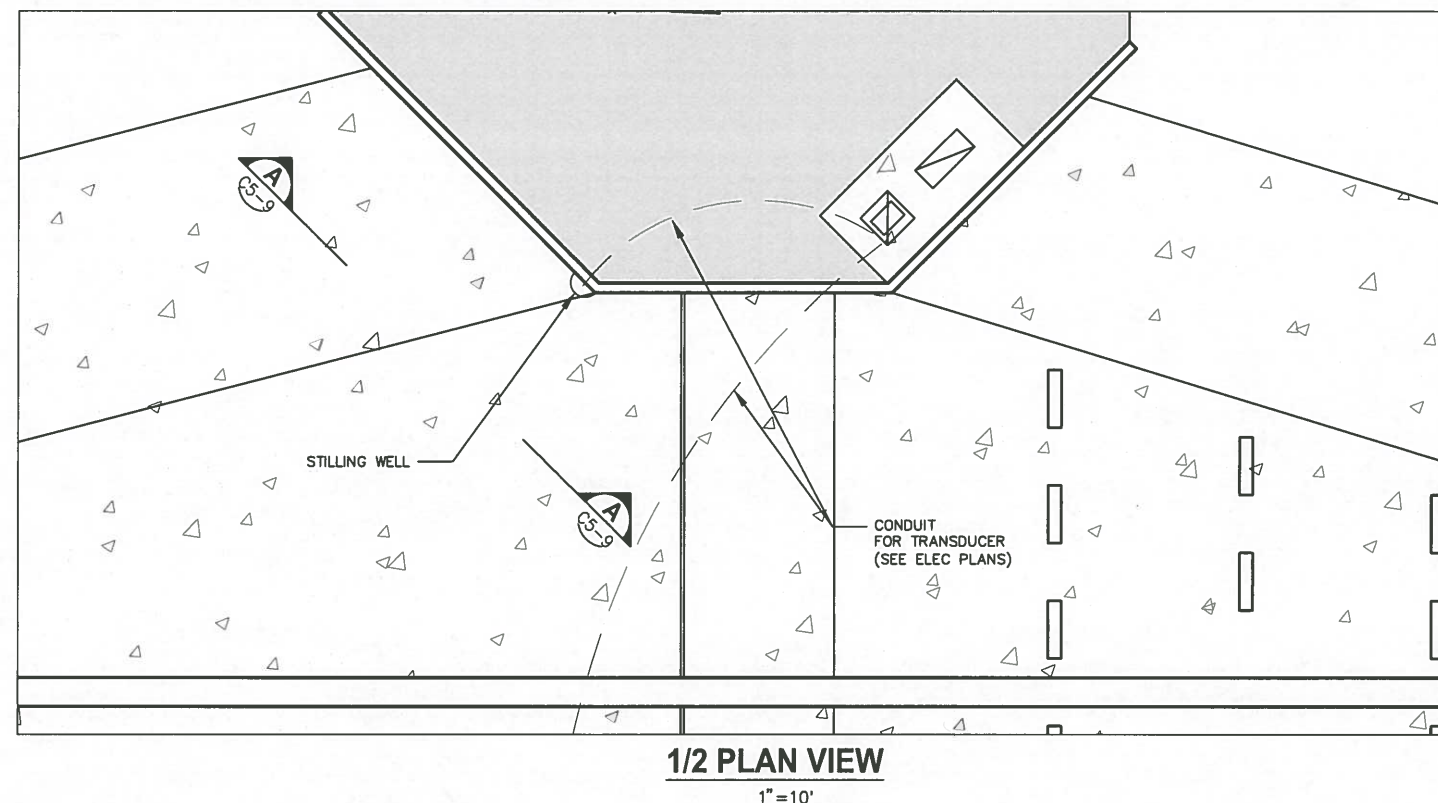 A
C5-9
STILLING WELL
A
C5-9
CONDUIT
FOR TRANSDUCER
(SEE ELEC PLANS)
1/2 PLAN VIEW
1"=10'